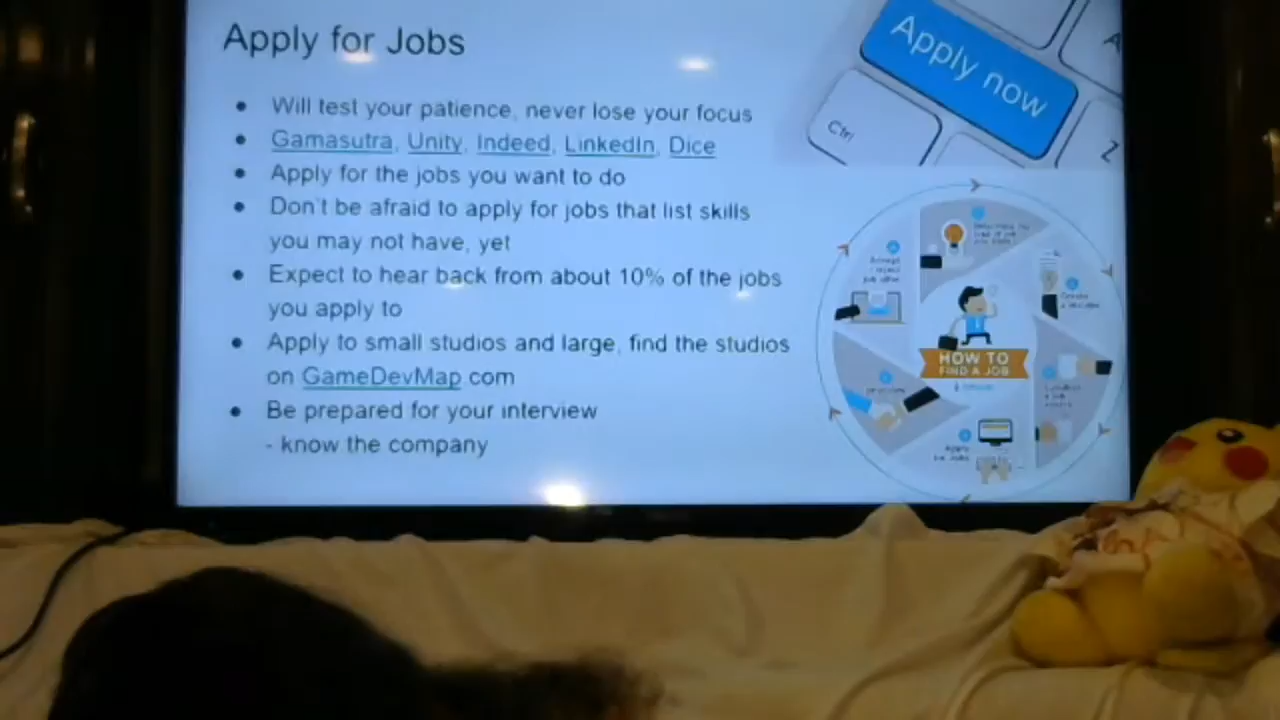 Apply for Jobs
Apply now
A
Ctrl
Z
● Will test your patience, never lose your focus
● Gamasutra, Unity, Indeed, LinkedIn, Dice
● Apply for the jobs you want to do
● Don't be afraid to apply for jobs that list skills
you may not have, yet
● Expect to hear back from about 10% of the jobs
you apply to
● Apply to small studios and large, find the studios
on GameDevMap.com
● Be prepared for your interview
- know the company
HOW TO
FIND A JOB